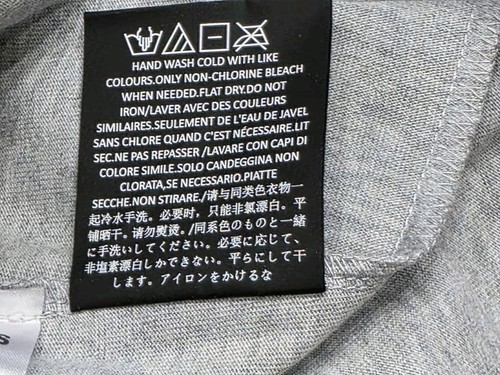 HAND WASH COLD WITH LIKE
COLOURS.ONLY NON-CHLORINE BLEACH
WHEN NEEDED.FLAT DRY.DO NOT
IRON/LAVER AVEC DES COULEURS
SIMILAIRES.SEULEMENT DE L'EAU DE JAVEL
SANS CHLORE QUAND C'EST NÉCESSAIRE.LIT
SEC.NE PAS REPASSER /LAVARE CON CAPI DI
COLORE SIMILE.SOLO CANDEGGINA NON
CLORATA,SE NECESSARIO.PIATTE
SECCHE.NON STIRARE./请与同类色衣物一
起冷水手洗。必要时，只能非氯漂白。平
铺晒干。请勿熨烫。/同系色のものと一緒
に手洗いしてください。必要に応じて、
非塩素漂白しかできない。平らにして干
します。アイロンをかけるな
s